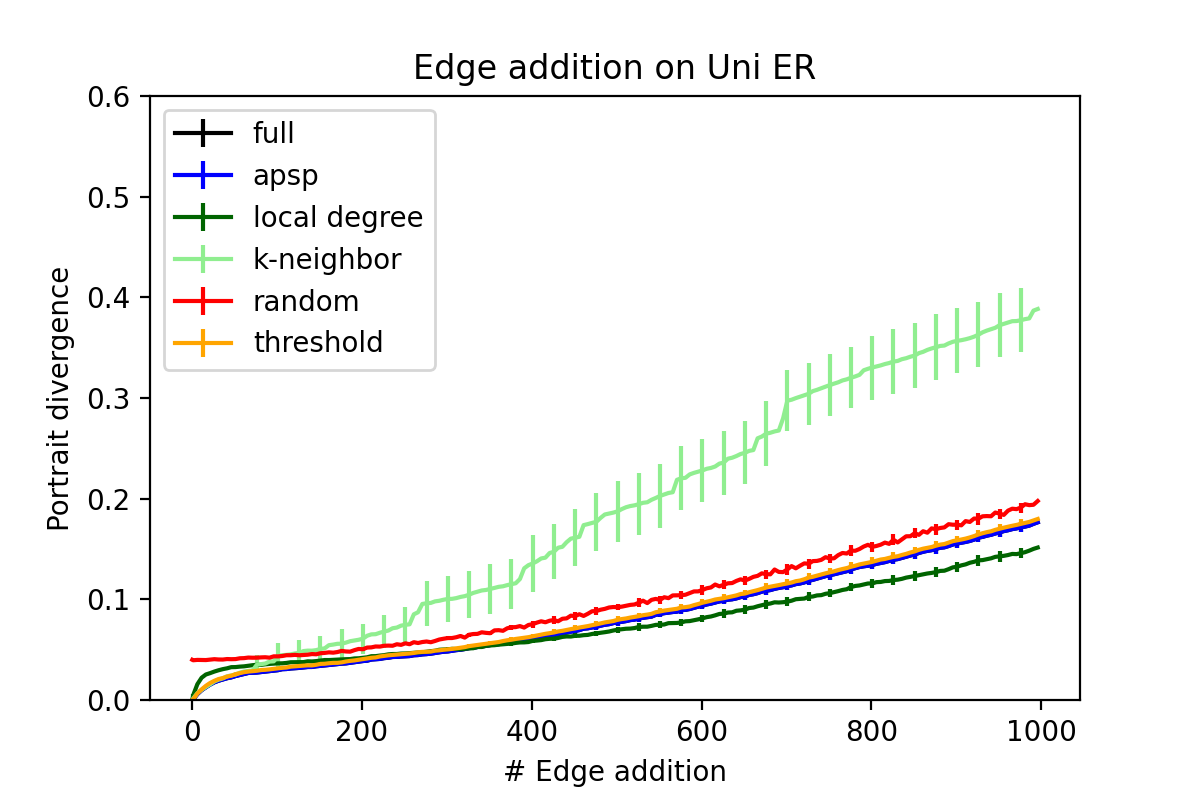 Edge addition on Uni ER
0.6
0.5
0.4
0.3
0.2
0.1
0.0
Portrait divergence
full
apsp
local degree
k-neighbor
random
threshold
0
200
400
600
800
1000
# Edge addition